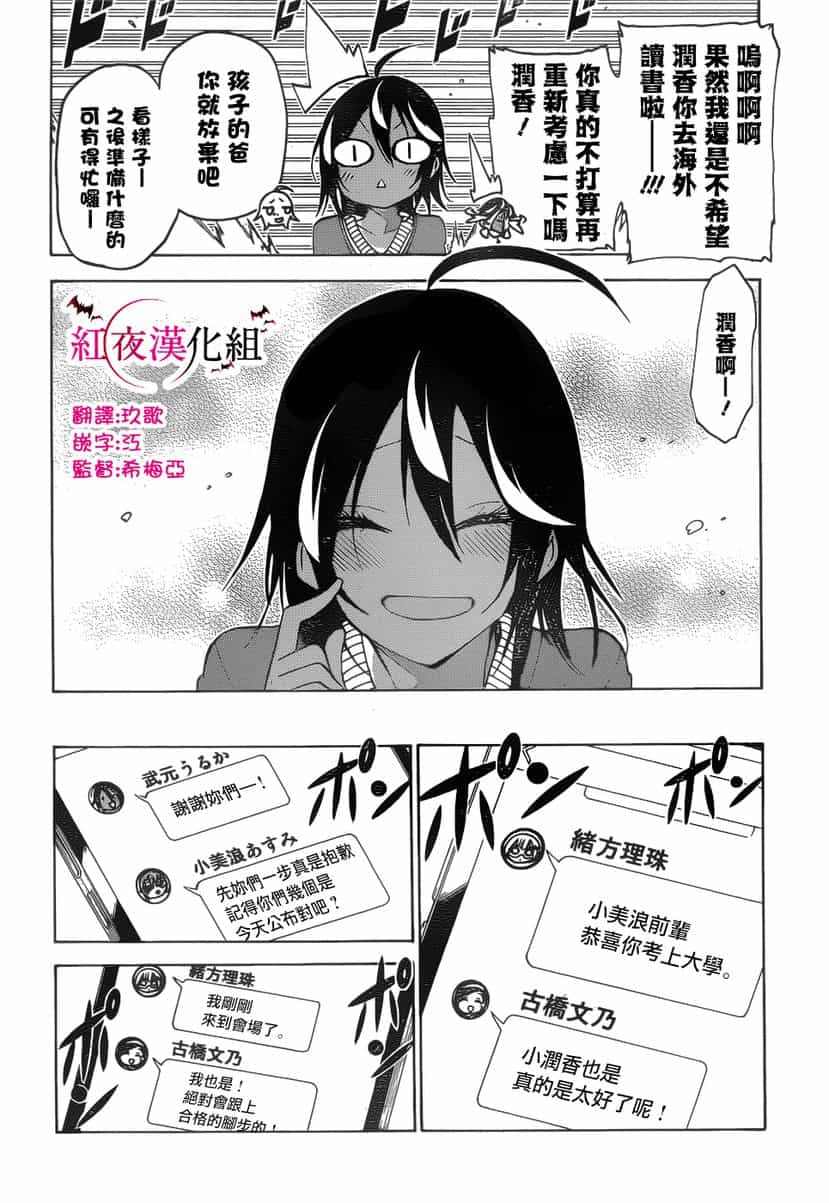 嗚啊啊啊
果然我還是不希望
潤香你去海外
讀書啦——!!!
你真的不打算再
重新考慮一下嗎
潤香！
孩子的爸
你就放棄吧
看樣子—
之後準備什麼的
可有得忙囉—
潤香啊—！
紅夜漢化組
翻譯:玖歌
嵌字:江
監督:希梅亞
ポン
緒方理珠
小美浪前輩
恭喜你考上大學。
古橋文乃
小潤香也是
真的是太好了呢！
ポン
武元うるか
謝謝妳們—！
小美浪あすみ
先妳們一步真是抱歉
記得你們幾個是
今天公布對吧？
ポン
ポン
緒方理珠
我剛剛
來到會場了。
古橋文乃
我也是！
絕對會跟上
合格的腳步的！